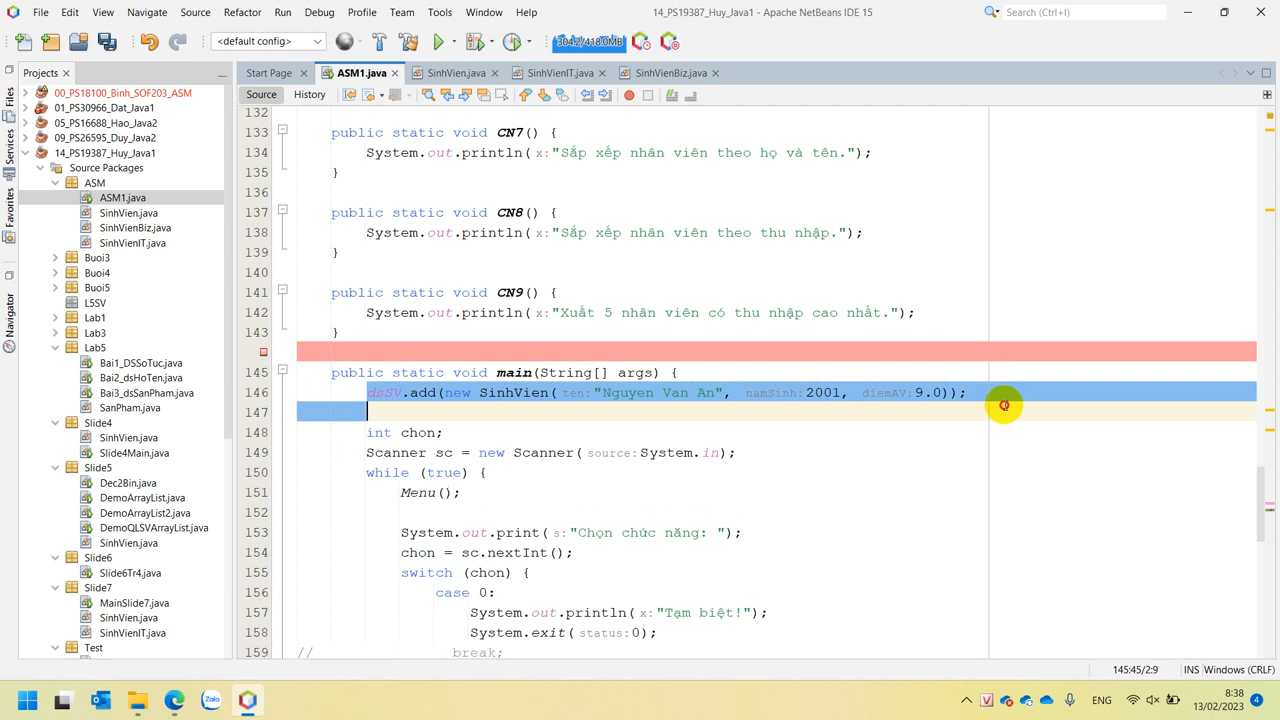 File Edit View Navigate Source Refactor Run Debug Profile Team Tools Window Help 14_PS19387_Huy_Java1 - Apache NetBeans IDE 15 Search (Ctrl+I)
<default config> 304.2/418.0MB
Projects Start Page ASM1.java SinhVien.java SinhVienIT.java SinhVienBiz.java
Source History
Files
Services
Favorites
Navigator
00_PS18100_Binh_SOF203_ASM
01_PS30966_Dat_Java1
05_PS16688_Hao_Java2
09_PS26595_Duy_Java2
14_PS19387_Huy_Java1
Source Packages
ASM
ASM1.java
SinhVien.java
SinhVienBiz.java
SinhVienIT.java
Buoi3
Buoi4
Buoi5
L5SV
Lab1
Lab3
Lab5
Bai1_DSSoTuc.java
Bai2_dsHoTen.java
Bai3_dsSanPham.java
SanPham.java
Slide4
SinhVien.java
Slide4Main.java
Slide5
Dec2Bin.java
DemoArrayList.java
DemoArrayList2.java
DemoQLSVArrayList.java
SinhVien.java
Slide6
Slide6Tr4.java
Slide7
MainSlide7.java
SinhVien.java
SinhVienIT.java
Test
132
133 public static void CN7() {
134 System.out.println(x:"Sắp xếp nhân viên theo họ và tên.");
135 }
136
137 public static void CN8() {
138 System.out.println(x:"Sắp xếp nhân viên theo thu nhập.");
139 }
140
141 public static void CN9() {
142 System.out.println(x:"Xuất 5 nhân viên có thu nhập cao nhất.");
143 }
145 public static void main(String[] args) {
146 dsSV.add(new SinhVien(ten:"Nguyen Van An", namSinh:2001, diemAV:9.0));
147
148 int chon;
149 Scanner sc = new Scanner(source:System.in);
150 while (true) {
151 Menu();
152
153 System.out.print(s:"Chọn chức năng: ");
154 chon = sc.nextInt();
155 switch (chon) {
156 case 0:
157 System.out.println(x:"Tạm biệt!");
158 System.exit(status:0);
159 // break;
145:45/2:9 INS Windows (CRLF)
Zalo ENG 8:38
13/02/2023 4